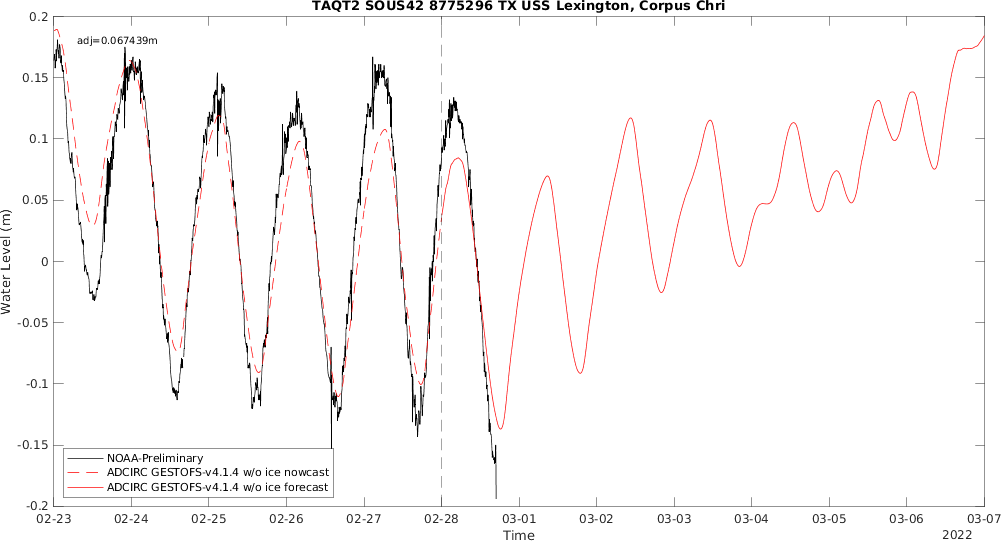 TAQT2 SOUS42 8775296 TX USS Lexington, Corpus Chri
adj=0.067439m
0.2
0.15
0.1
0.05
0
-0.05
-0.1
-0.15
-0.2
Water Level (m)
NOAA-Preliminary
ADCIRC GESTOFS-v4.1.4 w/o ice nowcast
ADCIRC GESTOFS-v4.1.4 w/o ice forecast
02-23 02-24 02-25 02-26 02-27 02-28 03-01 03-02 03-03 03-04 03-05 03-06 03-07
Time
2022